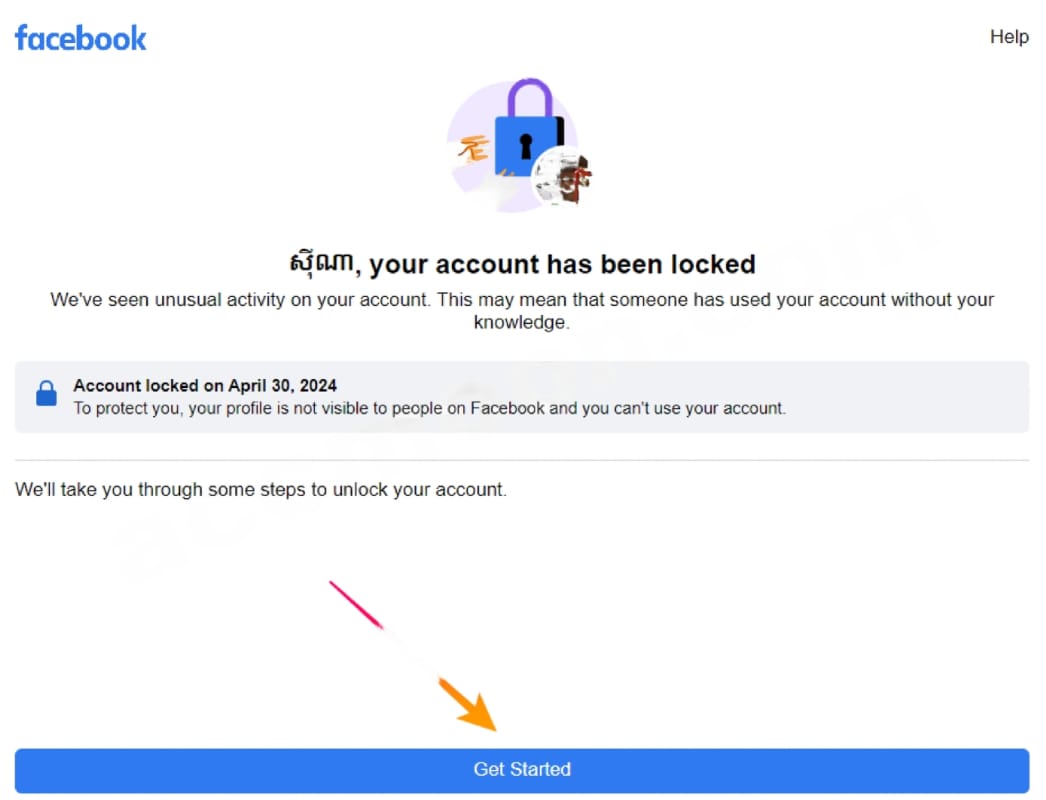 facebook
Help
ស៊ីណា, your account has been locked
We've seen unusual activity on your account. This may mean that someone has used your account without your
knowledge.
Account locked on April 30, 2024
To protect you, your profile is not visible to people on Facebook and you can't use your account.
We'll take you through some steps to unlock your account.
Get Started